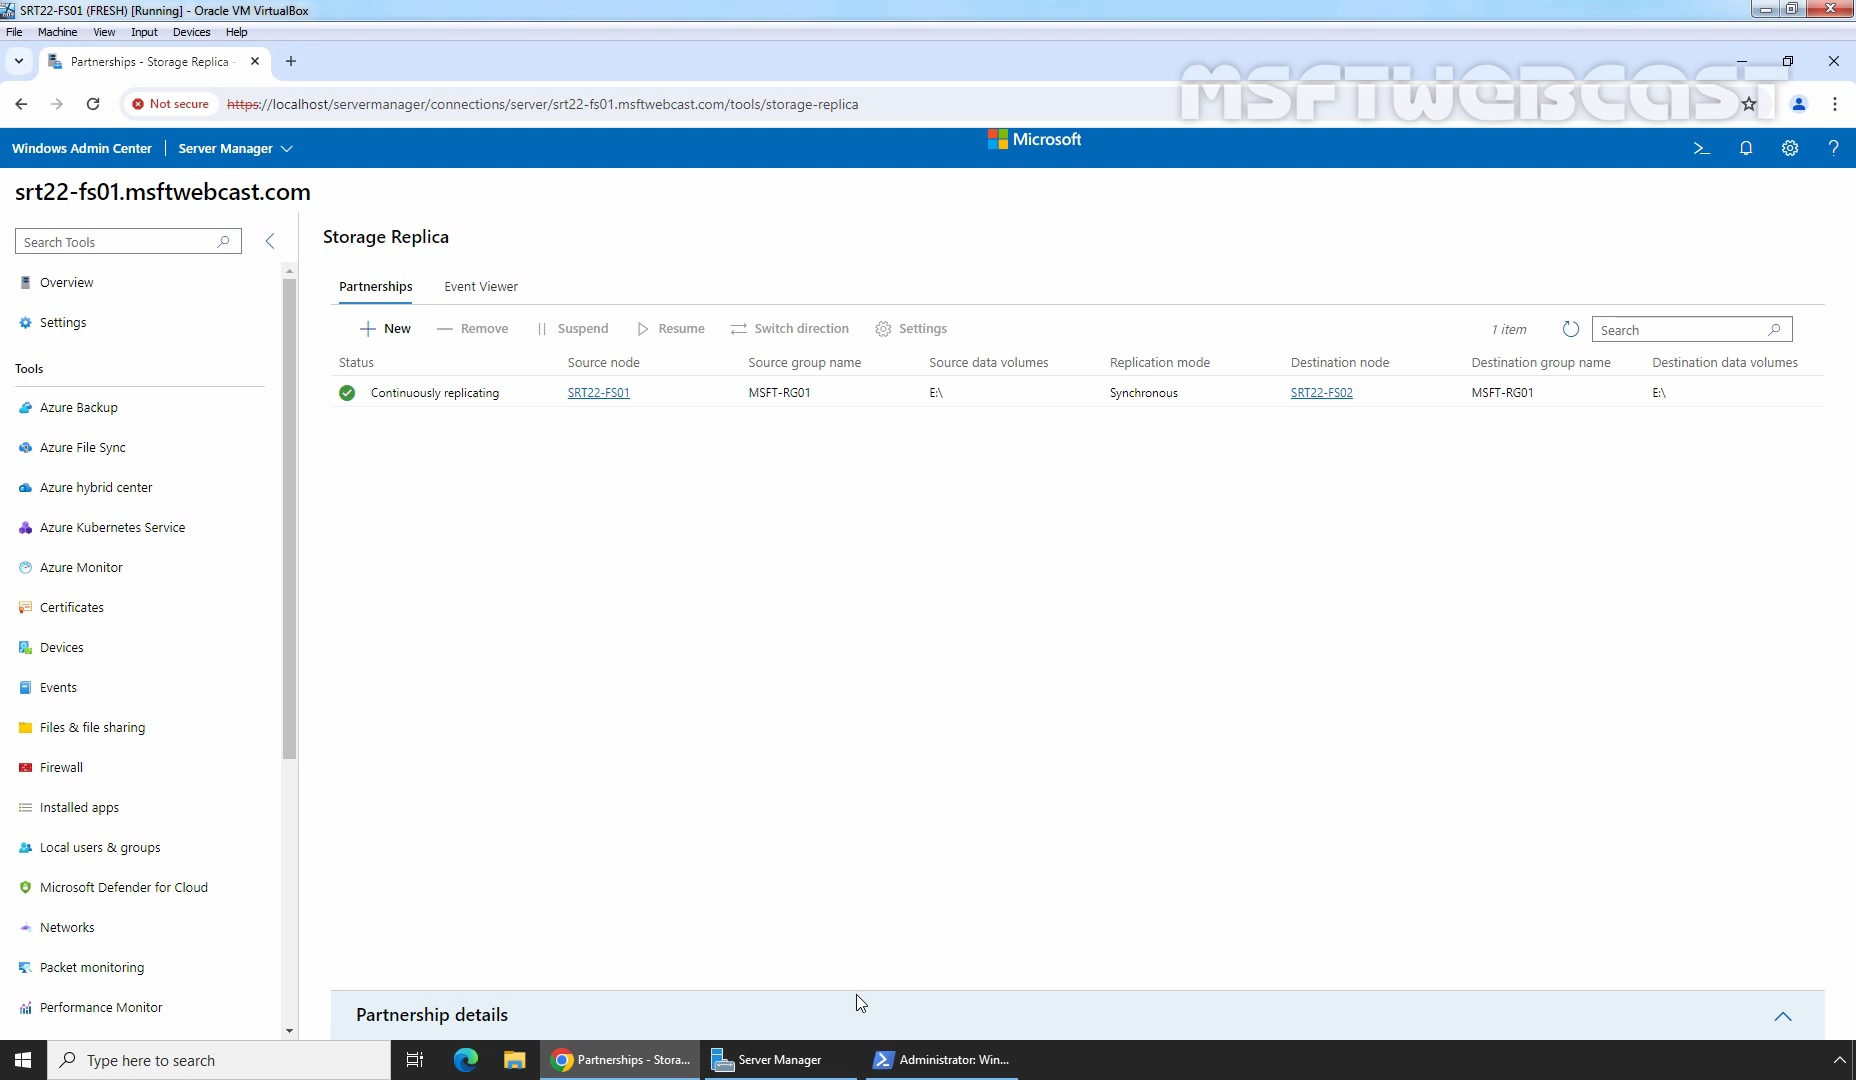 SRT22-FS01 (FRESH) [Running] - Oracle VM VirtualBox
File Machine View Input Devices Help
Partnerships - Storage Replica -
MSFTWEBCAST
Not secure https://localhost/servermanager/connections/server/srt22-fs01.msftwebcast.com/tools/storage-replica
Windows Admin Center Server Manager Microsoft
srt22-fs01.msftwebcast.com
Search Tools
Overview
Settings
Tools
Azure Backup
Azure File Sync
Azure hybrid center
Azure Kubernetes Service
Azure Monitor
Certificates
Devices
Events
Files & file sharing
Firewall
Installed apps
Local users & groups
Microsoft Defender for Cloud
Networks
Packet monitoring
Performance Monitor
Storage Replica
Partnerships Event Viewer
New Remove Suspend Resume Switch direction Settings 1 item Search
Status Source node Source group name Source data volumes Replication mode Destination node Destination group name Destination data volumes
Continuously replicating SRT22-FS01 MSFT-RG01 E:\ Synchronous SRT22-FS02 MSFT-RG01 E:\
Partnership details
Type here to search Partnerships - Stora... Server Manager Administrator: Win...